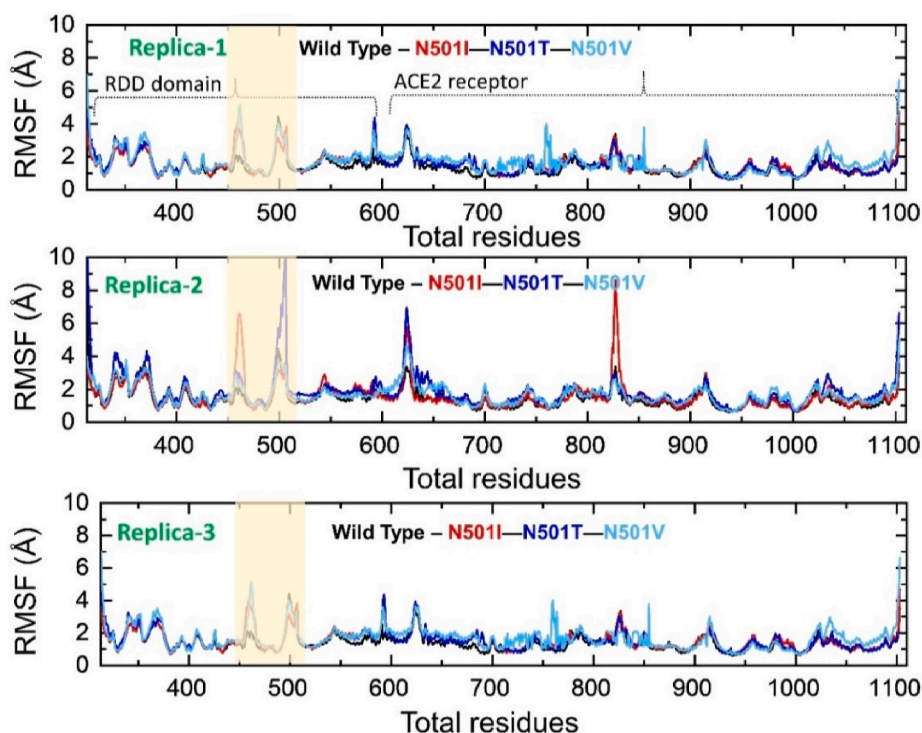 10
8
6
4
2
0
RMSF (Å)
Replica-1
Wild Type – N501I—N501T—N501V
RDD domain
ACE2 receptor
400 500 600 700 800 900 1000 1100
Total residues
10
8
6
4
2
0
RMSF (Å)
Replica-2
Wild Type – N501I—N501T—N501V
400 500 600 700 800 900 1000 1100
Total residues
10
8
6
4
2
0
RMSF (Å)
Replica-3
Wild Type – N501I—N501T—N501V
400 500 600 700 800 900 1000 1100
Total residues